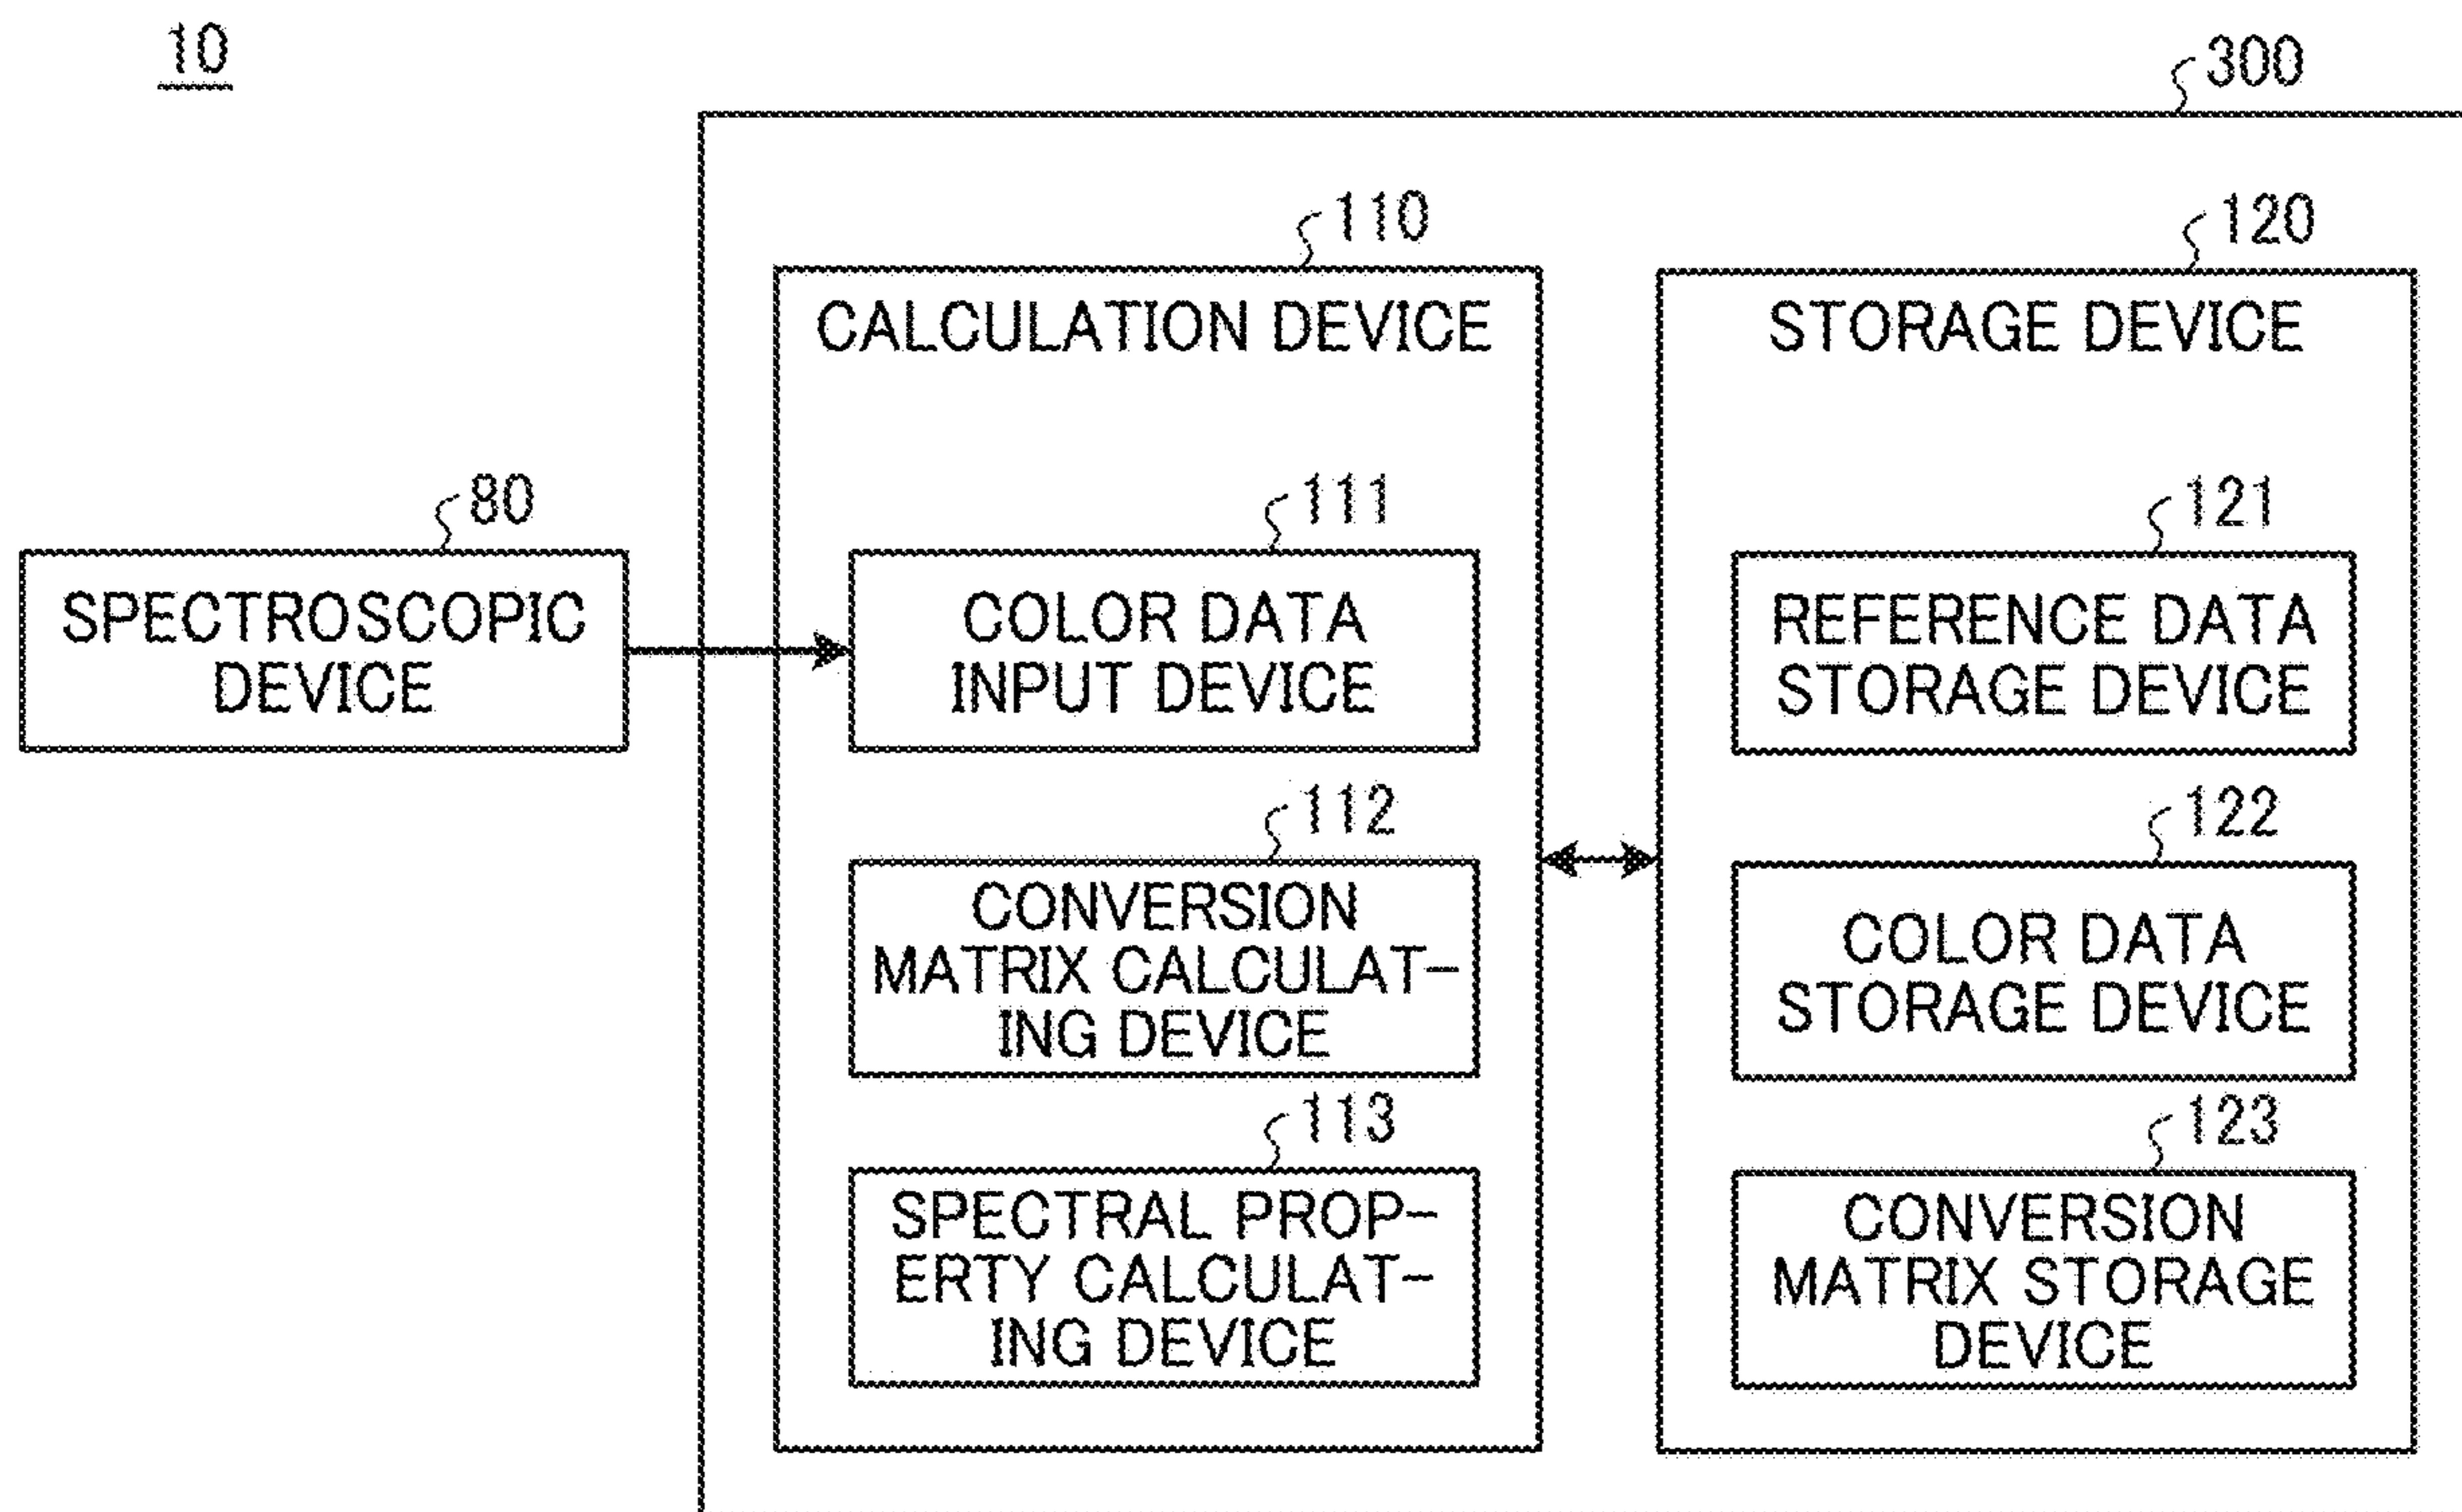 10
300
110
CALCULATION DEVICE
120
STORAGE DEVICE
80
SPECTROSCOPIC
DEVICE
111
COLOR DATA
INPUT DEVICE
112
CONVERSION
MATRIX CALCULAT-
ING DEVICE
113
SPECTRAL PROP-
ERTY CALCULAT-
ING DEVICE
121
REFERENCE DATA
STORAGE DEVICE
122
COLOR DATA
STORAGE DEVICE
123
CONVERSION
MATRIX STORAGE
DEVICE